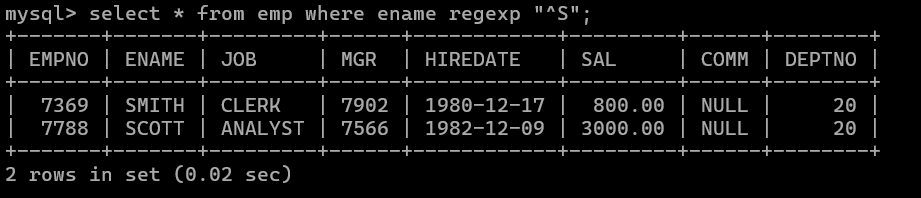 mysql> select * from emp where ename regexp "^S";
+-------+-------+---------+------+------------+---------+------+--------+
| EMPNO | ENAME | JOB     | MGR  | HIREDATE   | SAL     | COMM | DEPTNO |
+-------+-------+---------+------+------------+---------+------+--------+
|  7369 | SMITH | CLERK   | 7902 | 1980-12-17 |  800.00 | NULL |     20 |
|  7788 | SCOTT | ANALYST | 7566 | 1982-12-09 | 3000.00 | NULL |     20 |
+-------+-------+---------+------+------------+---------+------+--------+
2 rows in set (0.02 sec)